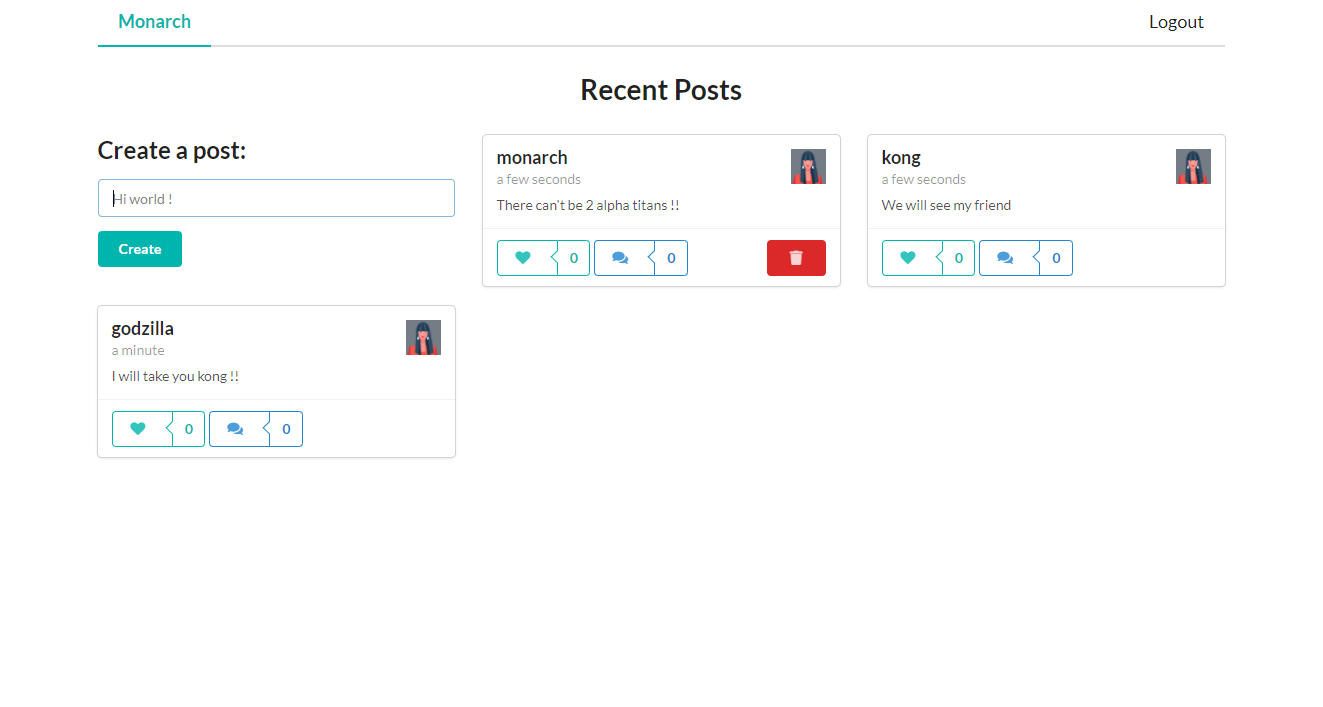 Monarch
Logout
Recent Posts
Create a post:
Hi world !
Create
monarch
a few seconds
There can't be 2 alpha titans !!
0
0
kong
a few seconds
We will see my friend
0
0
godzilla
a minute
I will take you kong !!
0
0